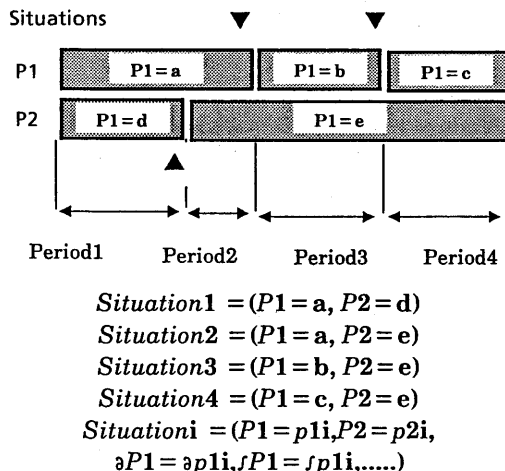 Situations
P1 P1=a P1=b P1=c
P2 P1=d P1=e
Period1 Period2 Period3 Period4
Situation1 =(P1=a, P2=d)
Situation2 =(P1=a, P2=e)
Situation3 =(P1=b, P2=e)
Situation4 =(P1=c, P2=e)
Situationi =(P1=p1i,P2=p2i,
∂P1=∂p1i,∫P1=∫p1i,.....)